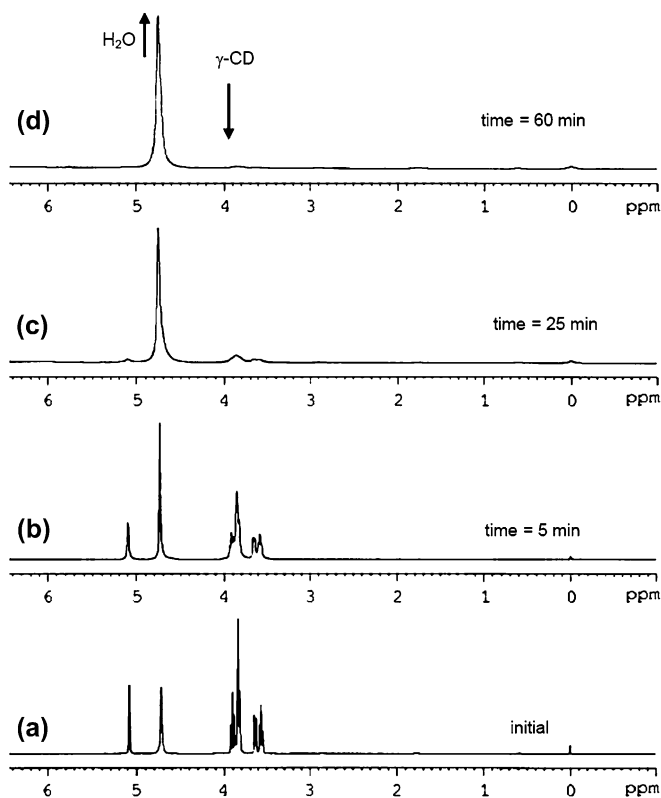 H₂O
γ-CD
(d)
time = 60 min
6 5 4 3 2 1 0 ppm
(c)
time = 25 min
6 5 4 3 2 1 0 ppm
(b)
time = 5 min
6 5 4 3 2 1 0 ppm
(a)
initial
6 5 4 3 2 1 0 ppm